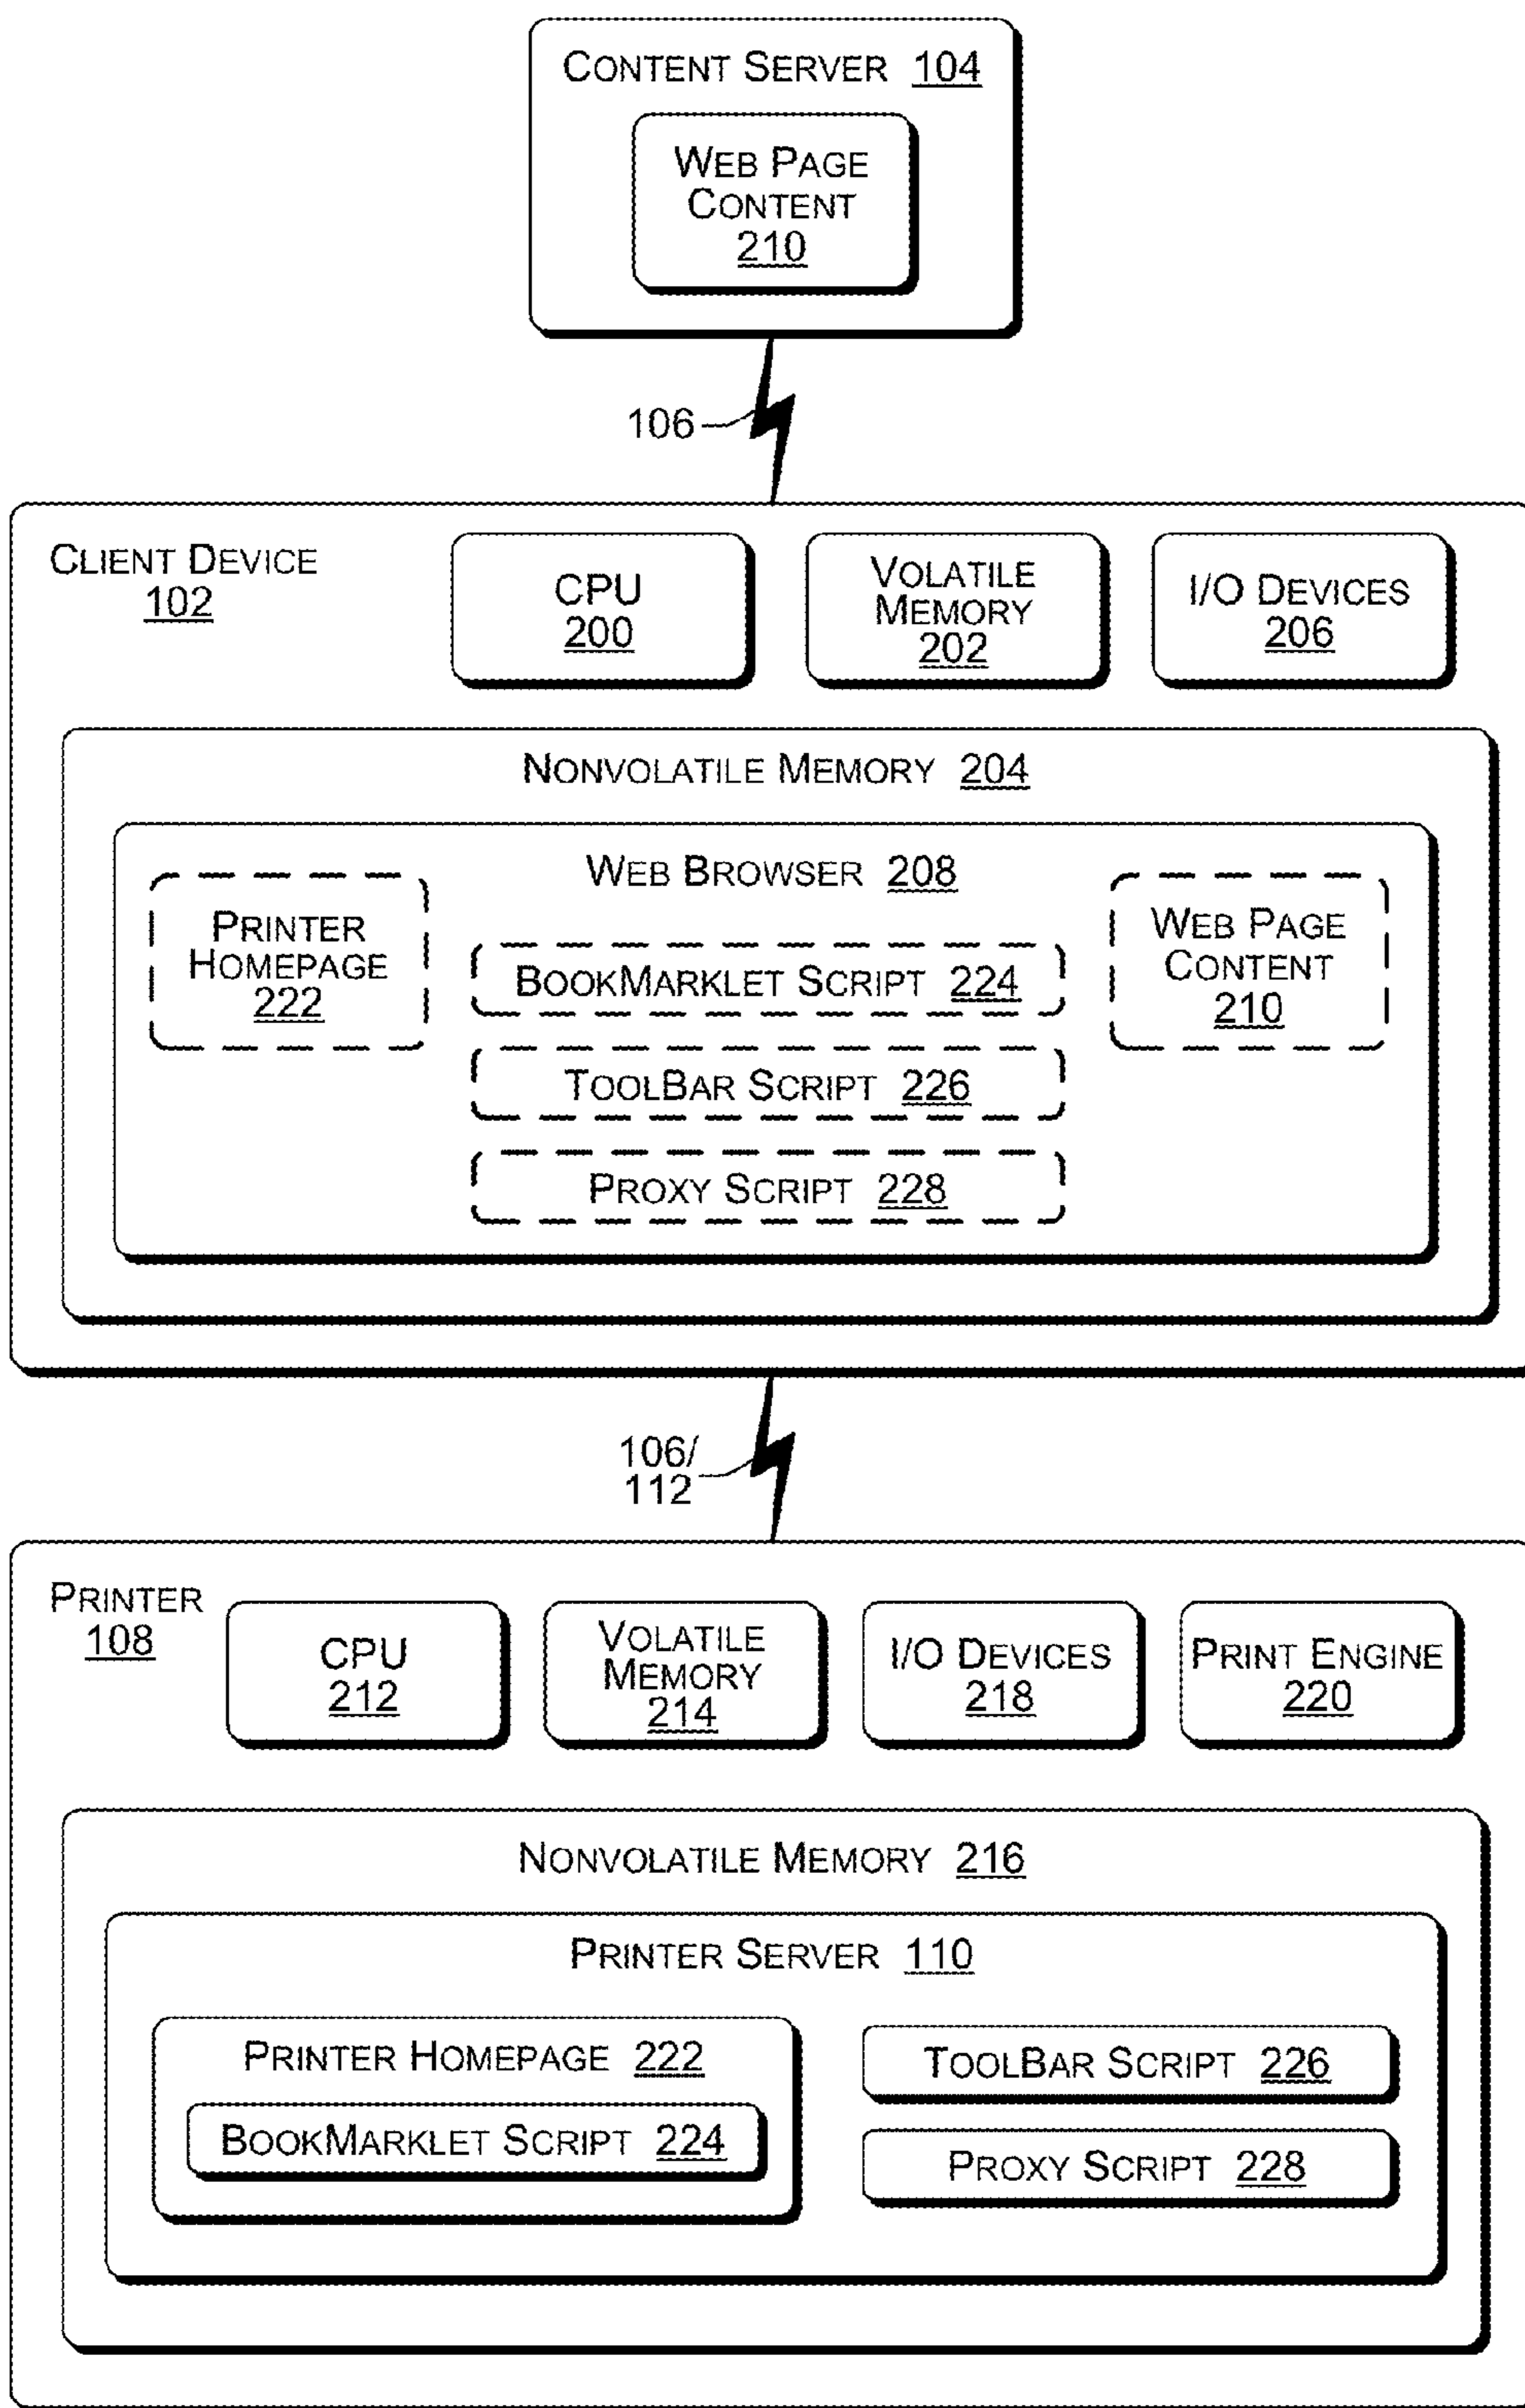 CONTENT SERVER 104
WEB PAGE
CONTENT
210
106
CLIENT DEVICE
102
CPU
200
VOLATILE
MEMORY
202
I/O DEVICES
206
NONVOLATILE MEMORY 204
WEB BROWSER 208
PRINTER
HOMEPAGE
222
BOOKMARKLET SCRIPT 224
TOOLBAR SCRIPT 226
PROXY SCRIPT 228
WEB PAGE
CONTENT
210
106/
112
PRINTER
108
CPU
212
VOLATILE
MEMORY
214
I/O DEVICES
218
PRINT ENGINE
220
NONVOLATILE MEMORY 216
PRINTER SERVER 110
PRINTER HOMEPAGE 222
BOOKMARKLET SCRIPT 224
TOOLBAR SCRIPT 226
PROXY SCRIPT 228